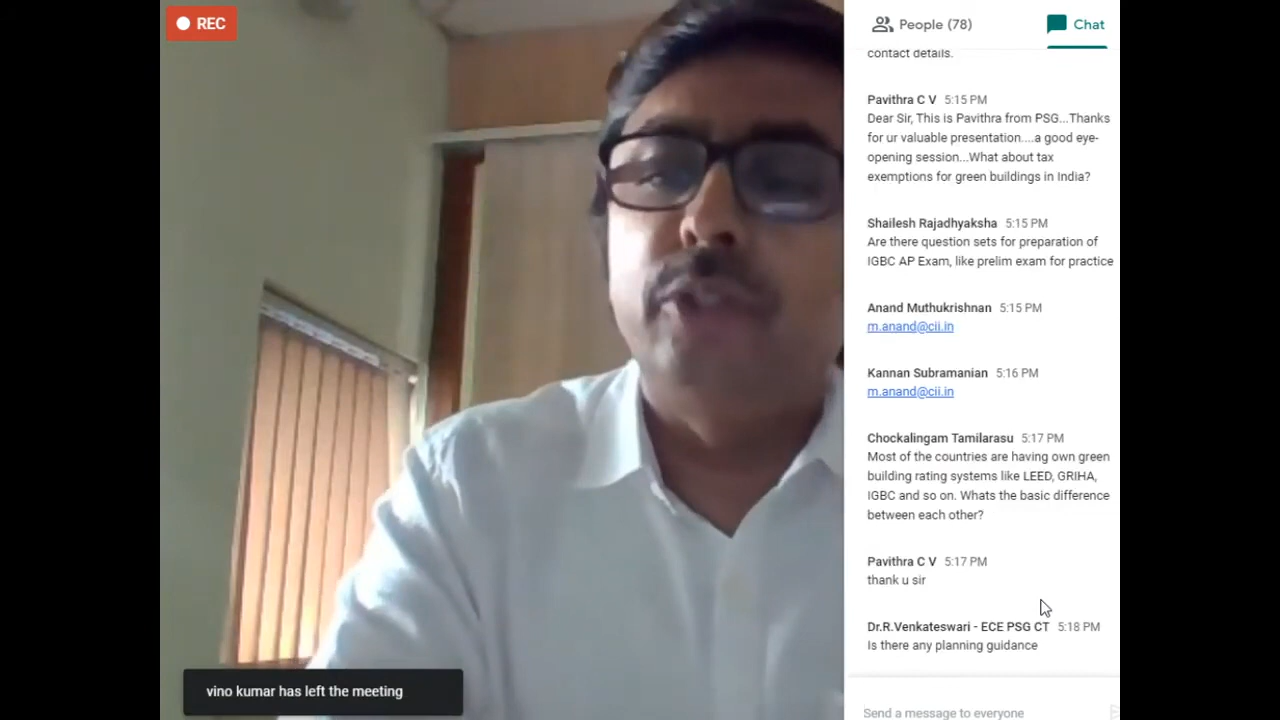 REC
People (78)
Chat
contact details.
Pavithra C V 5:15 PM
Dear Sir, This is Pavithra from PSG...Thanks
for ur valuable presentation....a good eye-
opening session...What about tax
exemptions for green buildings in India?
Shailesh Rajadhyaksha 5:15 PM
Are there question sets for preparation of
IGBC AP Exam, like prelim exam for practice
Anand Muthukrishnan 5:15 PM
m.anand@cii.in
Kannan Subramanian 5:16 PM
m.anand@cii.in
Chockalingam Tamilarasu 5:17 PM
Most of the countries are having own green
building rating systems like LEED, GRIHA,
IGBC and so on. Whats the basic difference
between each other?
Pavithra C V 5:17 PM
thank u sir
Dr.R.Venkateswari - ECE PSG CT 5:18 PM
Is there any planning guidance
vino kumar has left the meeting
Send a message to everyone